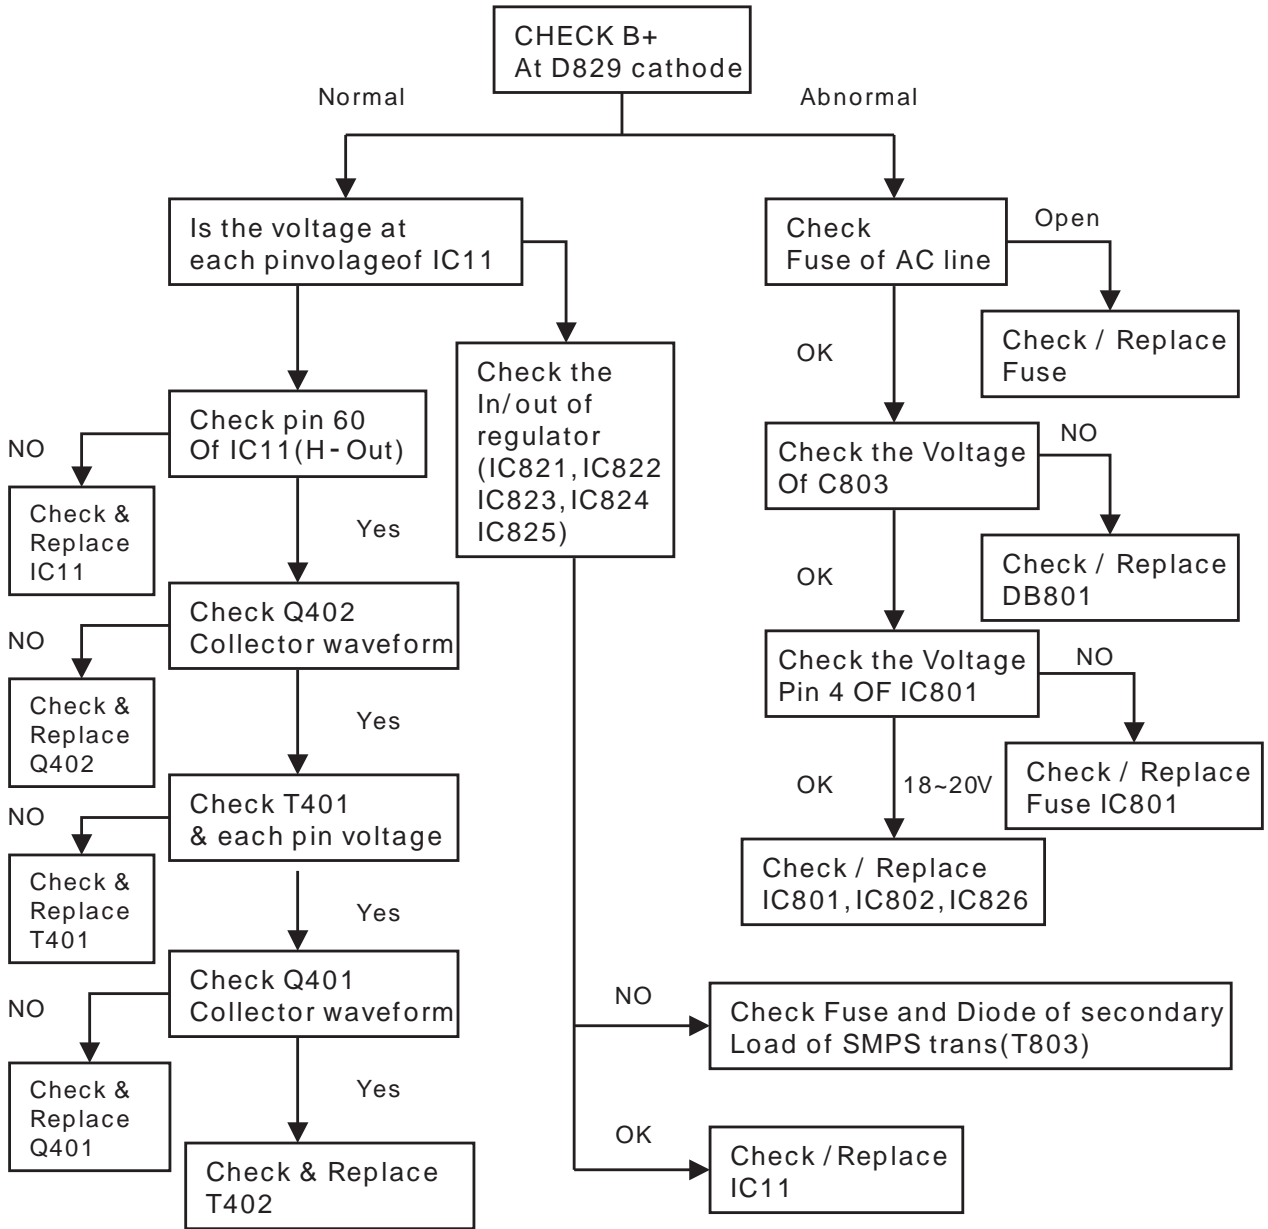 CHECK B+
At D829 cathode
Normal
Abnormal
Is the voltage at
each pinvolageof IC11
Check
Fuse of AC line
Open
Check / Replace
Fuse
OK
Check the
In/out of
regulator
(IC821, IC822
IC823, IC824
IC825)
Check pin 60
Of IC11(H-Out)
NO
Check &
Replace
IC11
Yes
Check the Voltage
Of C803
NO
Check / Replace
DB801
OK
Check Q402
Collector waveform
NO
Check &
Replace
Q402
Yes
Check the Voltage
Pin 4 OF IC801
NO
Check / Replace
Fuse IC801
OK
18~20V
Check / Replace
IC801, IC802, IC826
Check T401
& each pin voltage
NO
Check &
Replace
T401
Yes
Check Q401
Collector waveform
NO
Check &
Replace
Q401
Yes
Check & Replace
T402
NO
Check Fuse and Diode of secondary
Load of SMPS trans(T803)
OK
Check /Replace
IC11